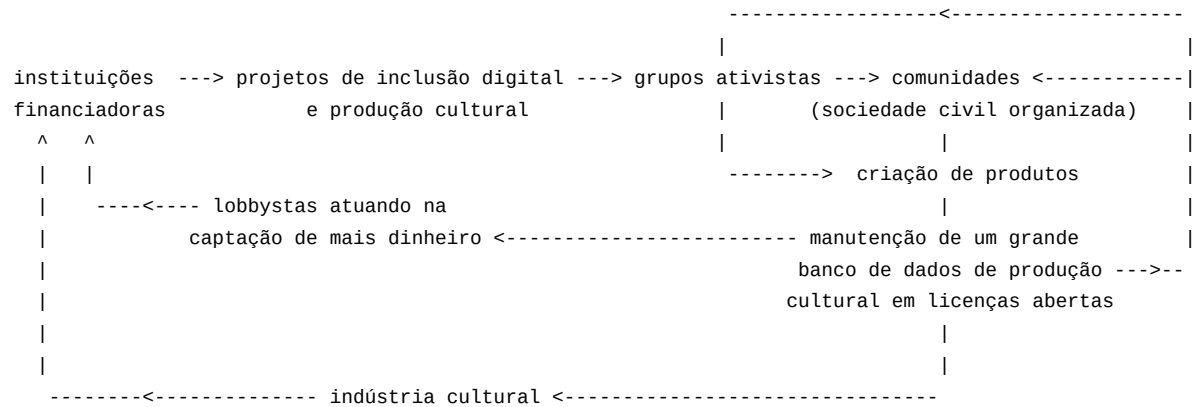 ------------------<--------------------
| |
instituições ---> projetos de inclusão digital ---> grupos ativistas ---> comunidades <------------|
financiadoras e produção cultural | (sociedade civil organizada) |
^ ^ | | |
| | --------> criação de produtos |
| ----<---- lobbystas atuando na | |
| captação de mais dinheiro <------------------------- manutenção de um grande |
| banco de dados de produção --->--
| cultural em licenças abertas
| |
| |
--------<-------------- indústria cultural <--------------------------------